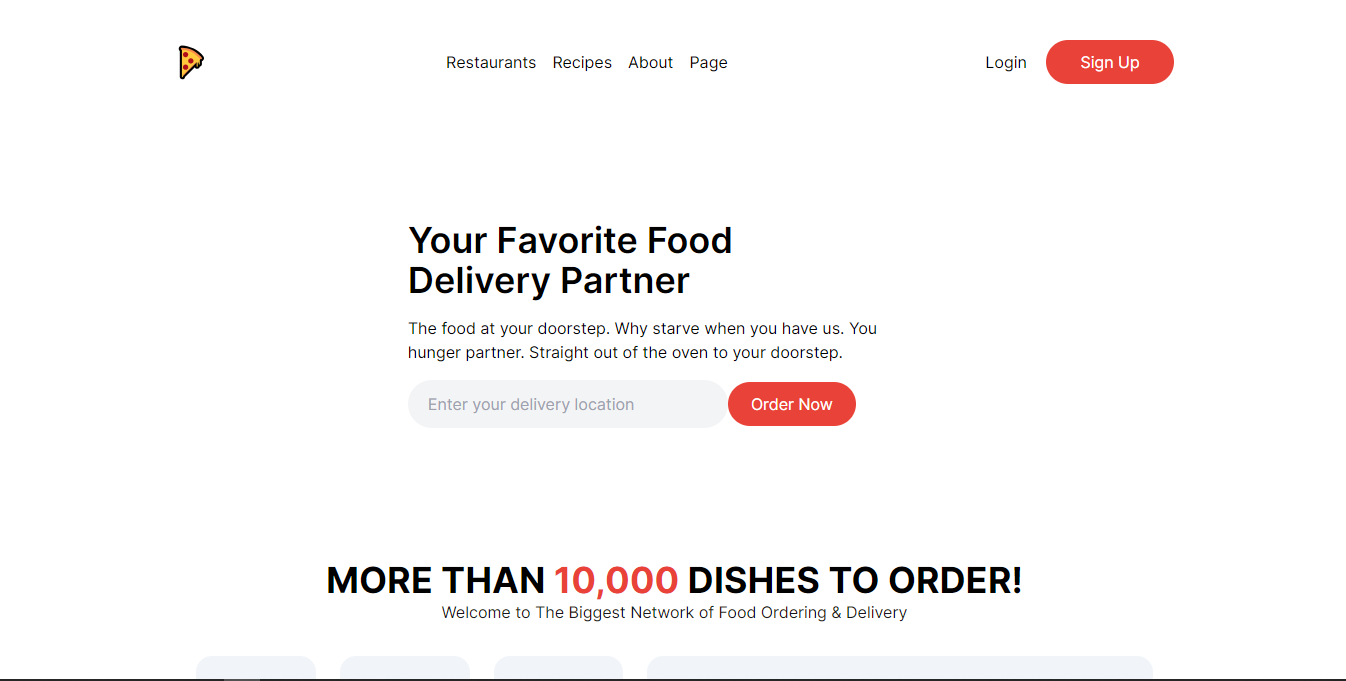 Restaurants Recipes About Page Login Sign Up
Your Favorite Food
Delivery Partner
The food at your doorstep. Why starve when you have us. You
hunger partner. Straight out of the oven to your doorstep.
Enter your delivery location Order Now
MORE THAN 10,000 DISHES TO ORDER!
Welcome to The Biggest Network of Food Ordering & Delivery